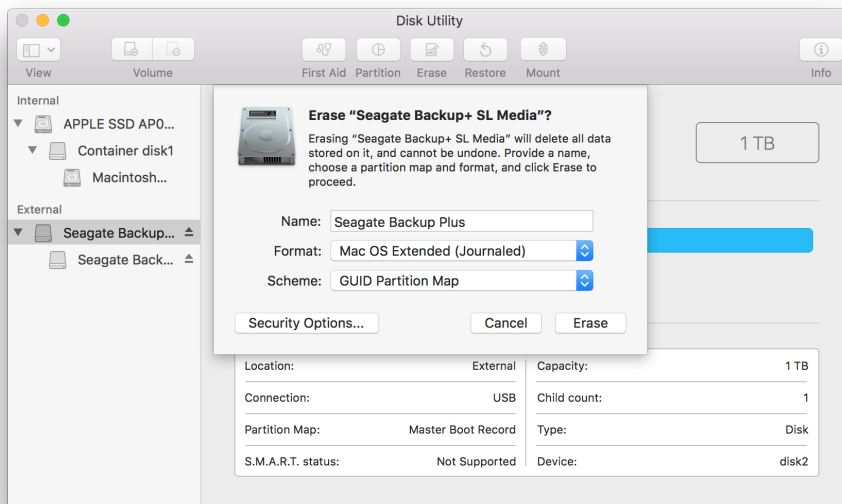 Disk Utility
View
Volume
First Aid
Partition
Erase
Restore
Mount
Info
Internal
APPLE SSD AP0...
Container disk1
Macintosh...
External
Seagate Backup...
Seagate Back...
Erase “Seagate Backup+ SL Media”?
Erasing “Seagate Backup+ SL Media” will delete all data
stored on it, and cannot be undone. Provide a name,
choose a partition map and format, and click Erase to
proceed.
Name: Seagate Backup Plus
Format: Mac OS Extended (Journaled)
Scheme: GUID Partition Map
Security Options... Cancel Erase
1 TB
Location: External Capacity: 1 TB
Connection: USB Child count: 1
Partition Map: Master Boot Record Type: Disk
S.M.A.R.T. status: Not Supported Device: disk2